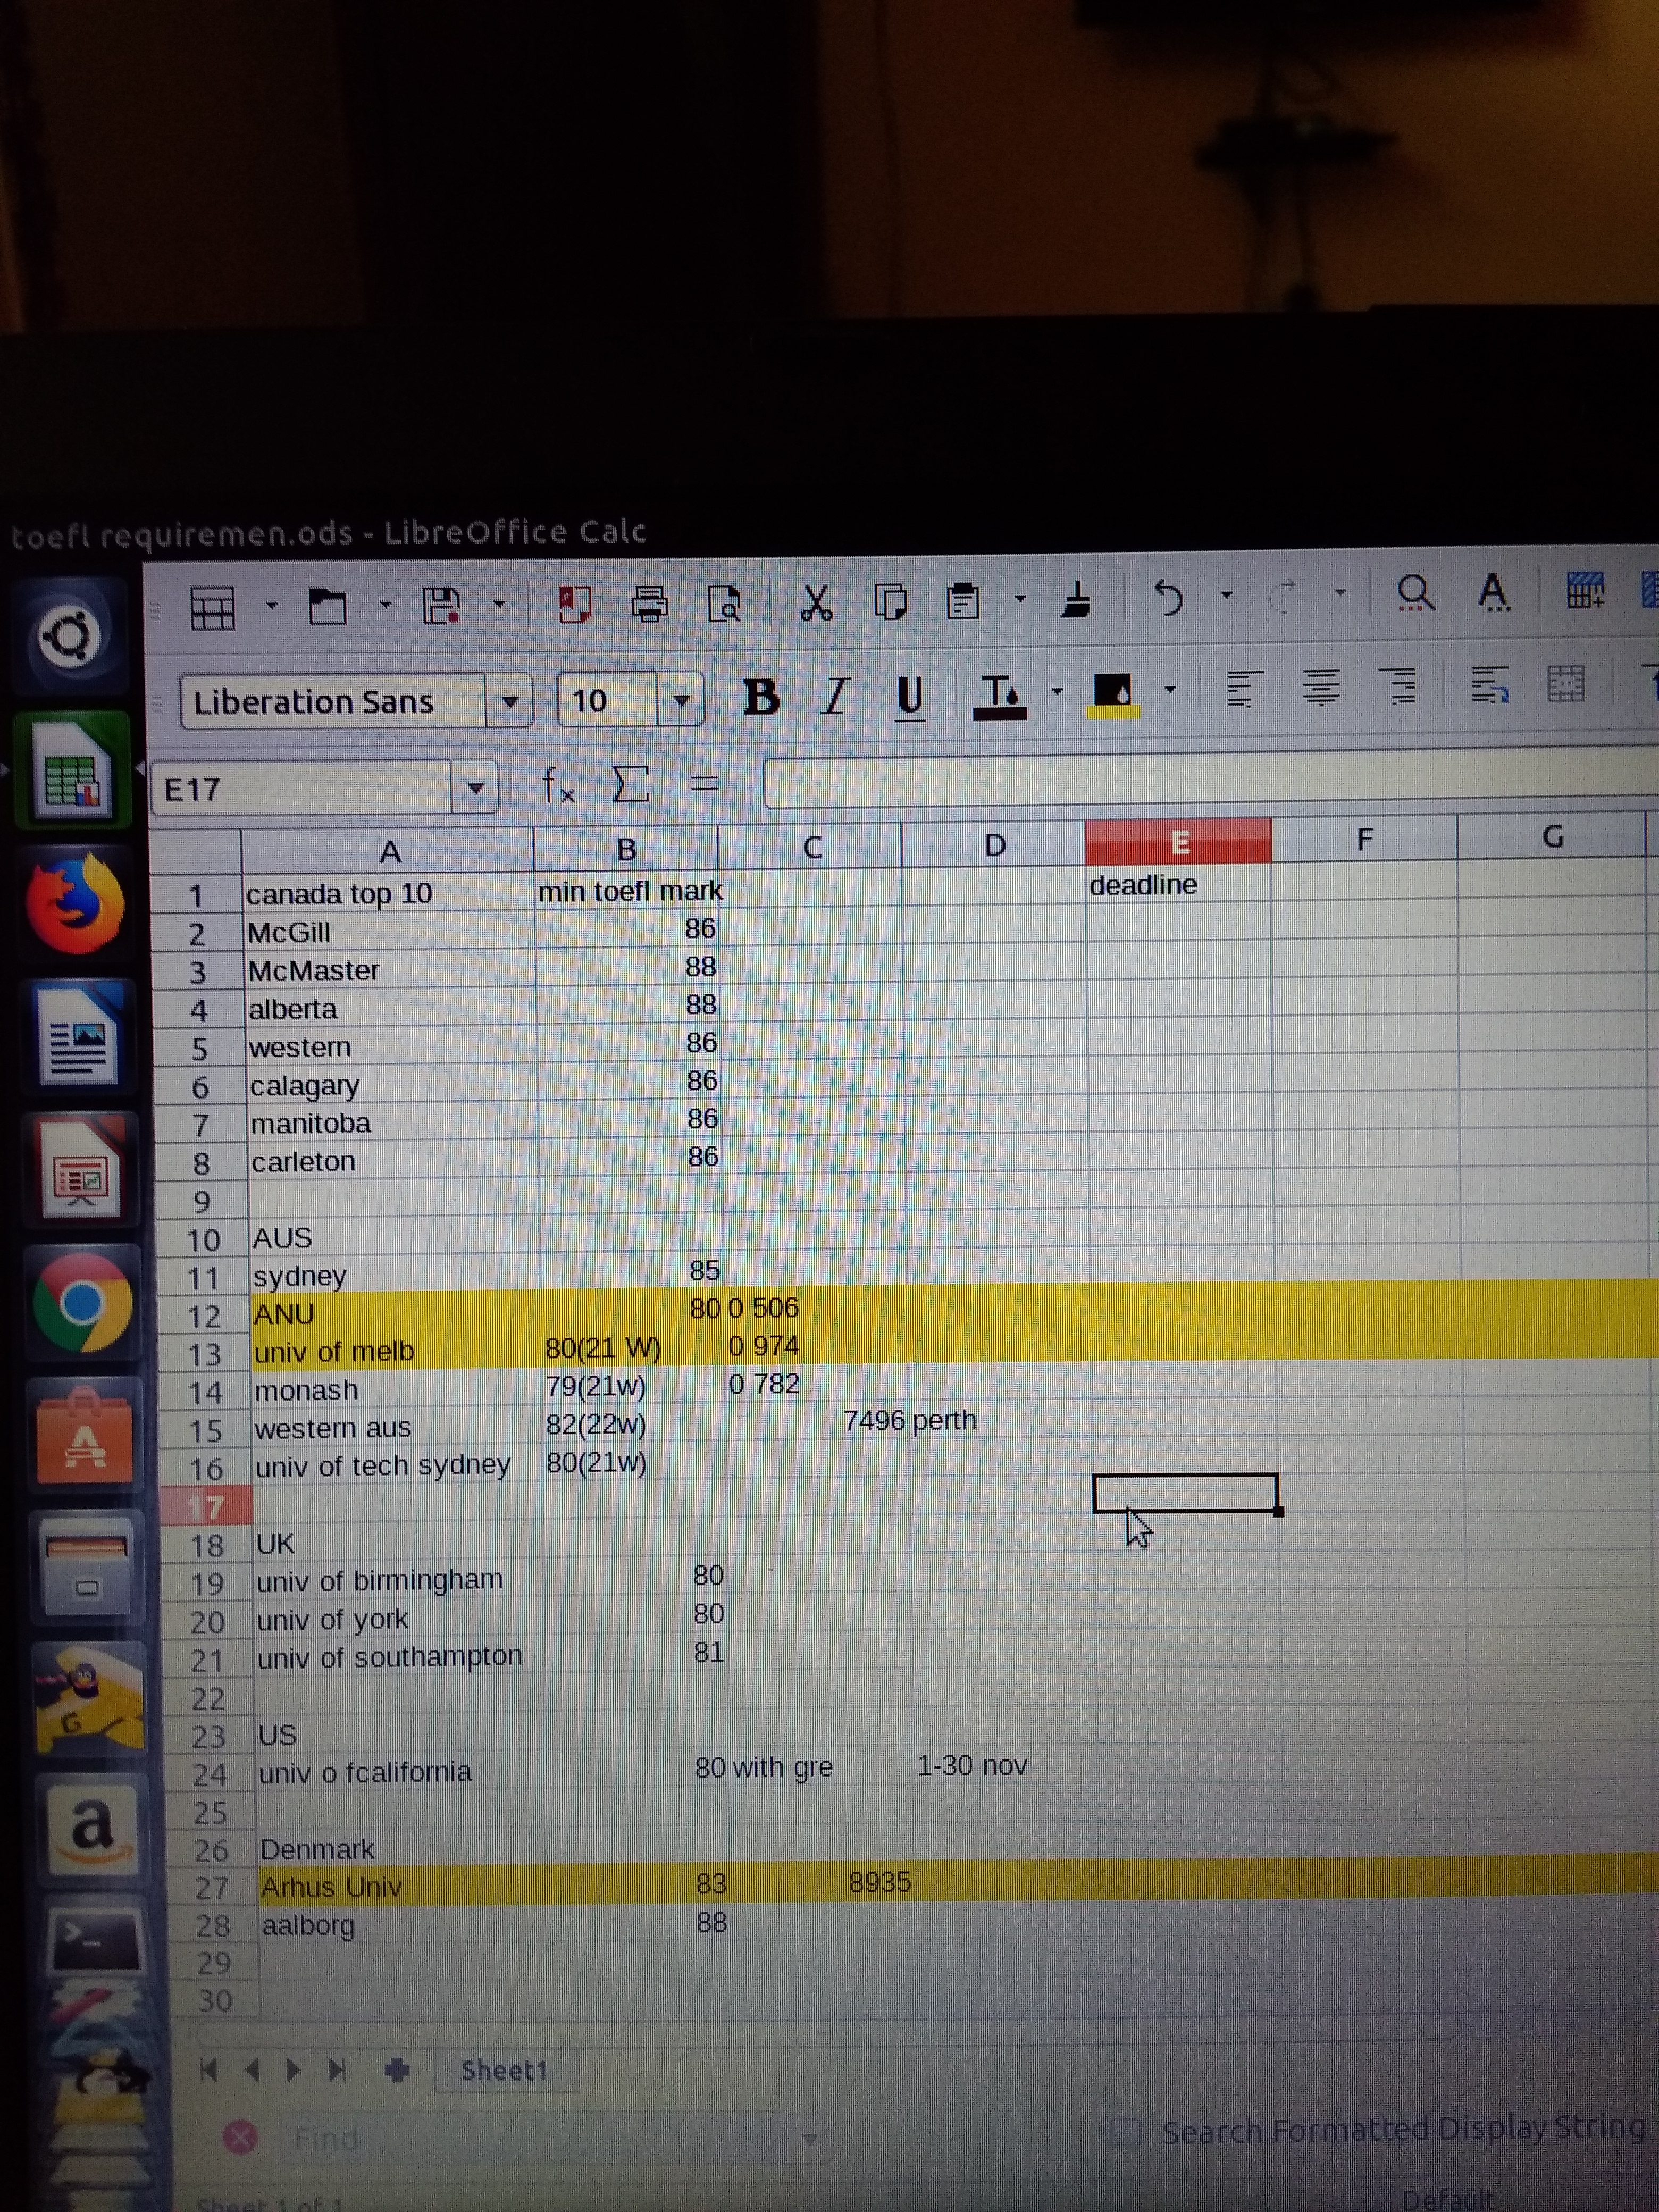 toefl requiremen.ods - LibreOffice Calc
Liberation Sans 10 B I U T
E17 fx Σ =
A B C D E F G
1 canada top 10 min toefl mark deadline
2 McGill 86
3 McMaster 88
4 alberta 88
5 western 86
6 calagary 86
7 manitoba 86
8 carleton 86
9
10 AUS
11 sydney 85
12 ANU 80 0 506
13 univ of melb 80(21 W) 0 974
14 monash 79(21w) 0 782
15 western aus 82(22w) 7496 perth
16 univ of tech sydney 80(21w)
17
18 UK
19 univ of birmingham 80
20 univ of york 80
21 univ of southampton 81
22
23 US
24 univ o fcalifornia 80 with gre 1-30 nov
25
26 Denmark
27 Arhus Univ 83 8935
28 aalborg 88
29
30
Sheet1
Find Search Formatted Display String
Sheet 1 of 1 Default